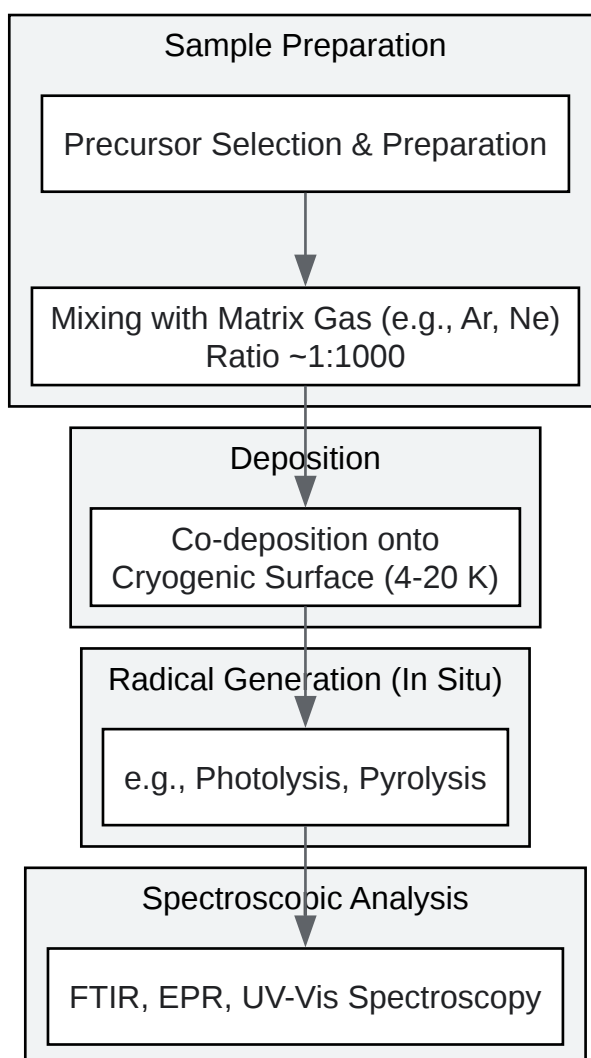 Sample Preparation
Precursor Selection & Preparation
Mixing with Matrix Gas (e.g., Ar, Ne)
Ratio ~1:1000
Deposition
Co-deposition onto
Cryogenic Surface (4-20 K)
Radical Generation (In Situ)
e.g., Photolysis, Pyrolysis
Spectroscopic Analysis
FTIR, EPR, UV-Vis Spectroscopy